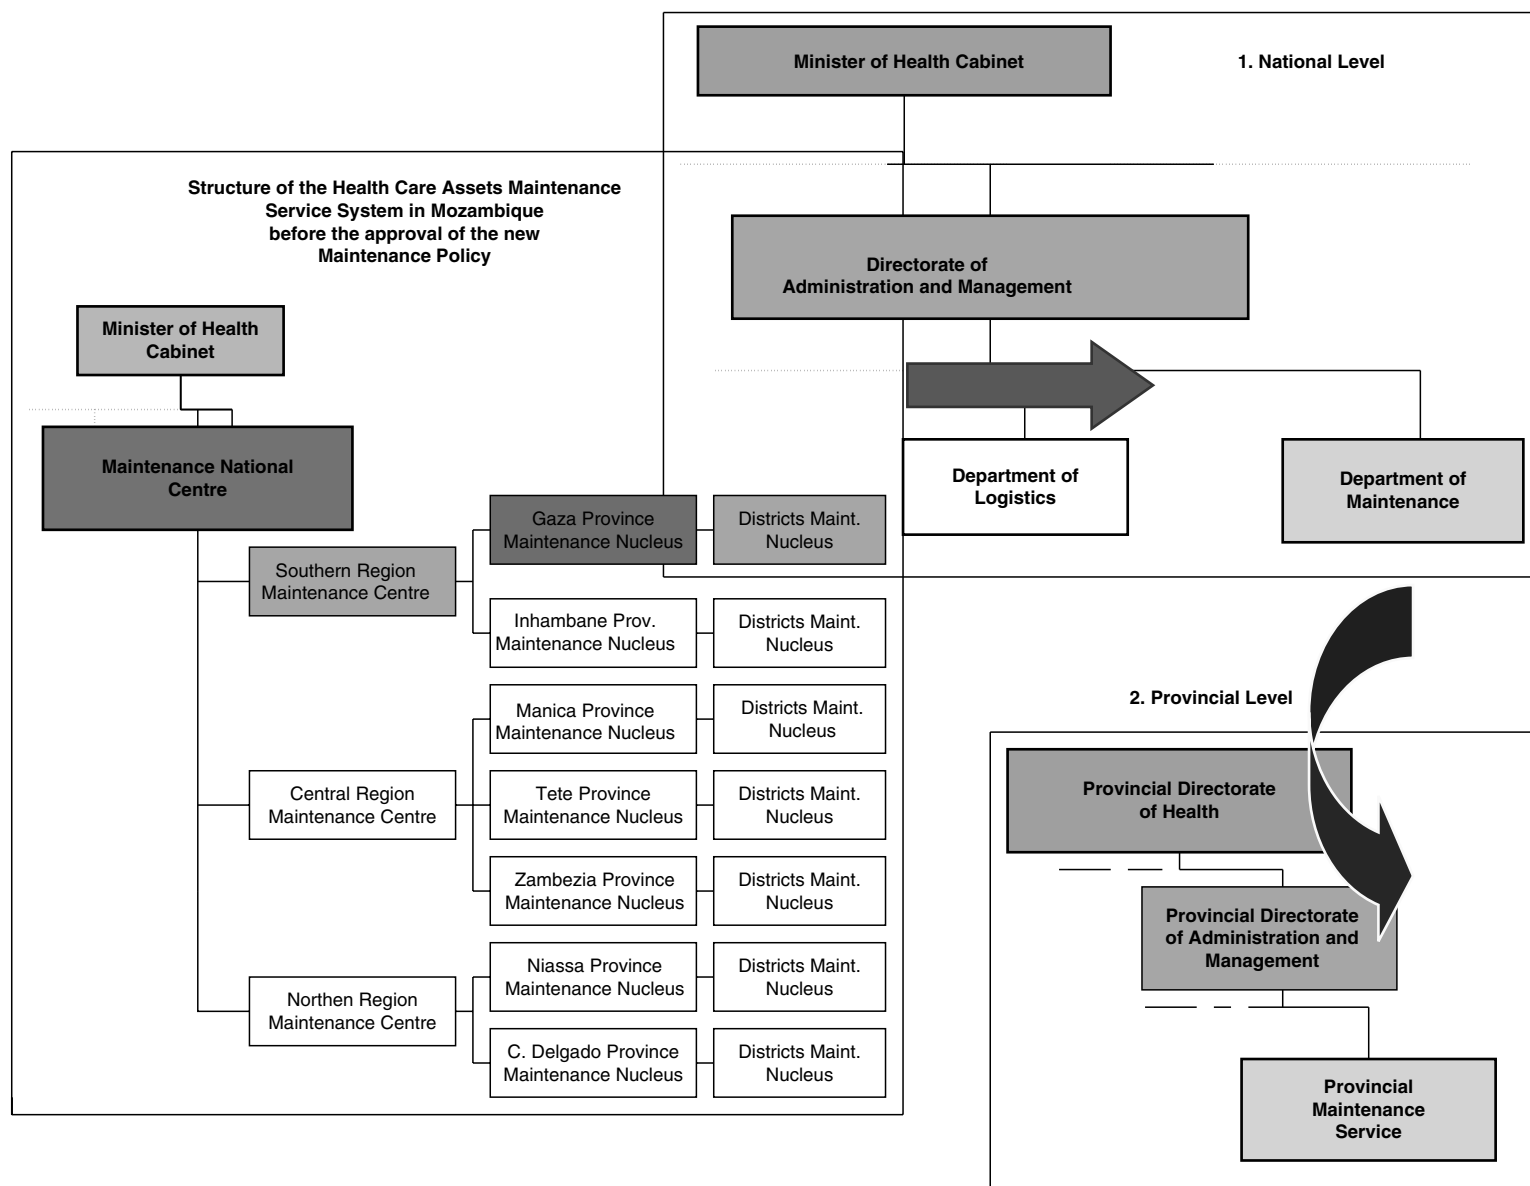 Minister of Health Cabinet
1. National Level
Structure of the Health Care Assets Maintenance
Service System in Mozambique
before the approval of the new
Maintenance Policy
Directorate of
Administration and Management
Minister of Health
Cabinet
Maintenance National
Centre
Department of
Logistics
Department of
Maintenance
Southern Region
Maintenance Centre
Gaza Province
Maintenance Nucleus
Districts Maint.
Nucleus
Inhambane Prov.
Maintenance Nucleus
Districts Maint.
Nucleus
Central Region
Maintenance Centre
Manica Province
Maintenance Nucleus
Districts Maint.
Nucleus
Tete Province
Maintenance Nucleus
Districts Maint.
Nucleus
Zambezia Province
Maintenance Nucleus
Districts Maint.
Nucleus
Northen Region
Maintenance Centre
Niassa Province
Maintenance Nucleus
Districts Maint.
Nucleus
C. Delgado Province
Maintenance Nucleus
Districts Maint.
Nucleus
2. Provincial Level
Provincial Directorate
of Health
Provincial Directorate
of Administration and
Management
Provincial
Maintenance
Service